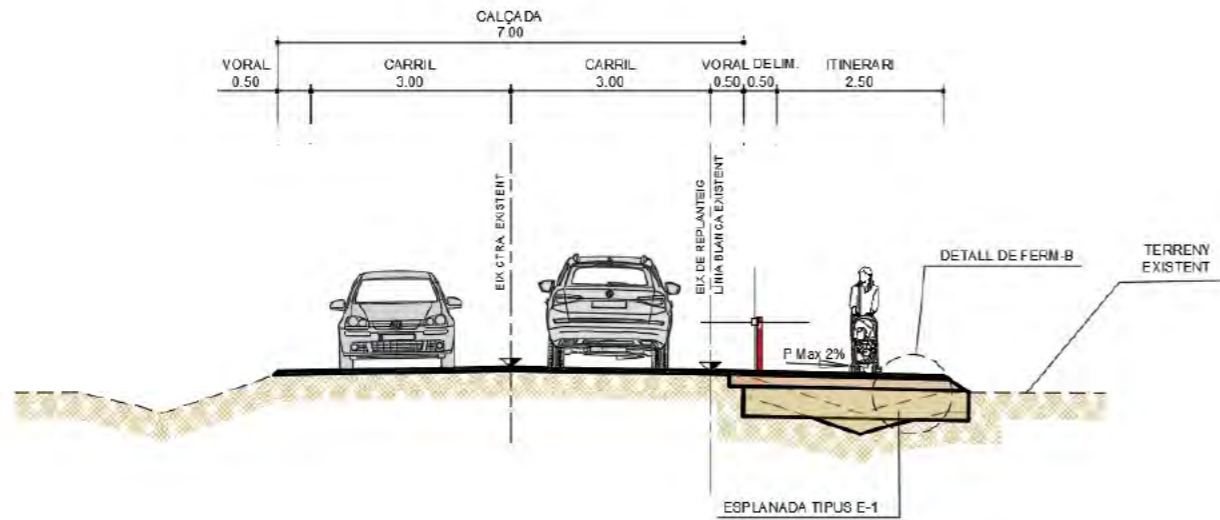 CALÇADA
7.00
VORAL CARRIL CARRIL VORAL DELIM. ITINERARI
0.50 3.00 3.00 0.50 0.50 2.50
EIX CTRA. EXISTENT
EIX DE REPLANTEIG
LÍNIA BLANCA EXISTENT
DETALL DE FERM-B
TERRENY
EXISTENT
P Max 2%
ESPLANADA TIPUS E-1